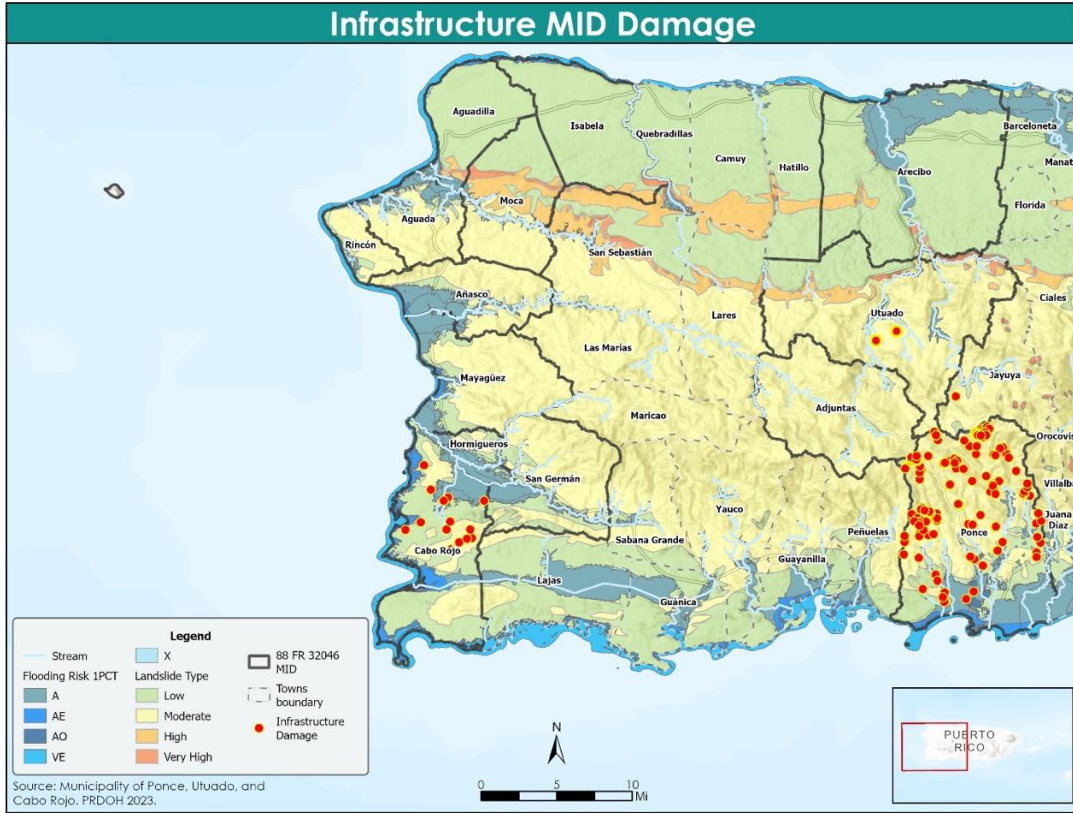 Infrastructure MID Damage
Aguadilla
Isabela
Quebradillas
Camuy
Hatillo
Arecibo
Barceloneta
Manat
Florida
Moca
Aguada
Rincón
San Sebastián
Añasco
Lares
Utuado
Ciales
Las Marías
Jayuya
Mayagüez
Maricao
Adjuntas
Orocovis
Hormigueros
San Germán
Villalba
Yauco
Peñuelas
Ponce
Juana
Díaz
Cabo Rojo
Sabana Grande
Guayanilla
Lajas
Guánica
Legend
Stream
Flooding Risk 1PCT
A
AE
AO
VE
X
Landslide Type
Low
Moderate
High
Very High
88 FR 32046
MID
Towns
boundary
Infrastructure
Damage
Source: Municipality of Ponce, Utuado, and
Cabo Rojo. PRDOH 2023.
N
0 5 10
Mi
PUERTO
RICO